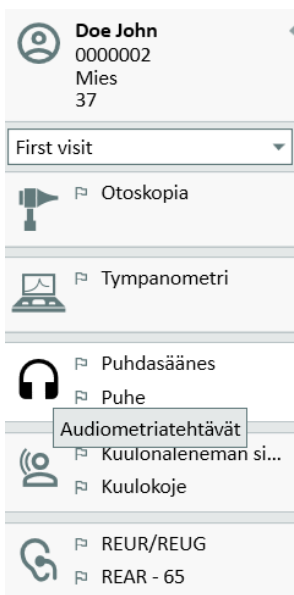 Doe John
0000002
Mies
37
First visit
Otoskopia
Tympanometri
Puhdasäänes
Puhe
Audiometriatehtävät
Kuulonaleneman si...
Kuulokoje
REUR/REUG
REAR - 65